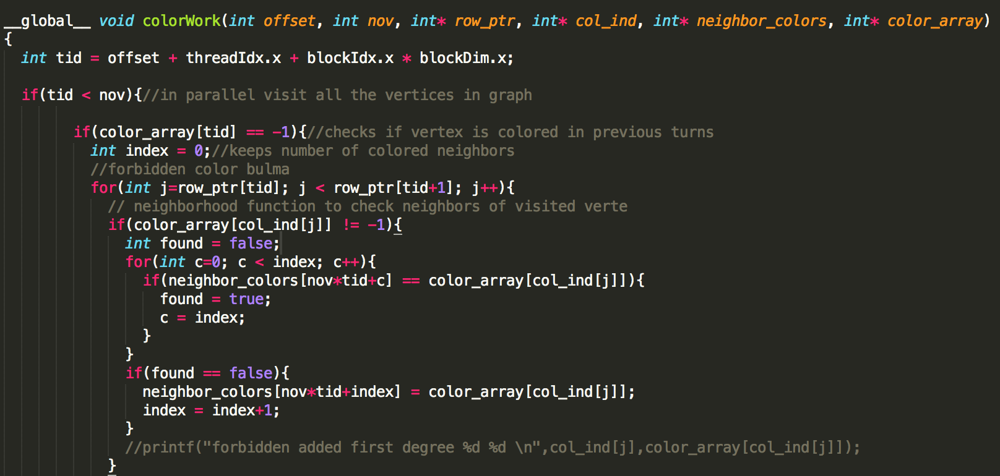 __global__ void colorWork(int offset, int nov, int* row_ptr, int* col_ind, int* neighbor_colors, int* color_array)
{
  int tid = offset + threadIdx.x + blockIdx.x * blockDim.x;

  if(tid < nov){//in parallel visit all the vertices in graph

        if(color_array[tid] == -1){//checks if vertex is colored in previous turns
          int index = 0;//keeps number of colored neighbors
          //forbidden color bulma
          for(int j=row_ptr[tid]; j < row_ptr[tid+1]; j++){
            // neighborhood function to check neighbors of visited verte
            if(color_array[col_ind[j]] != -1){
              int found = false;
              for(int c=0; c < index; c++){
                if(neighbor_colors[nov*tid+c] == color_array[col_ind[j]]){
                  found = true;
                  c = index;
                }
              }
              if(found == false){
                neighbor_colors[nov*tid+index] = color_array[col_ind[j]];
                index = index+1;
              }
              //printf("forbidden added first degree %d %d \n",col_ind[j],color_array[col_ind[j]]);
            }